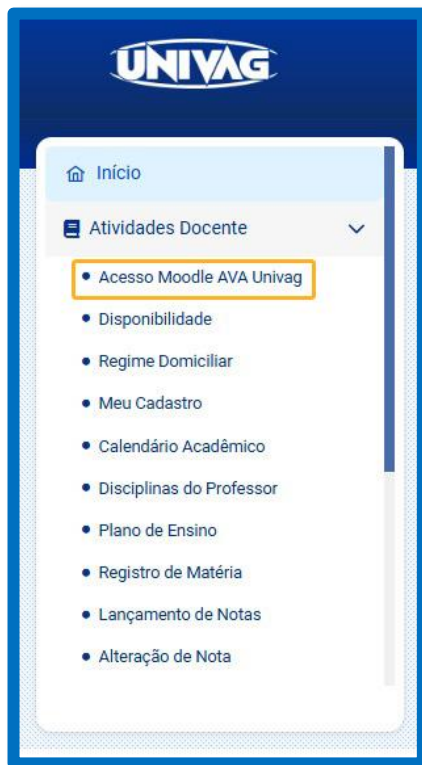 UNIVAG
Início
Atividades Docente
Acesso Moodle AVA Univag
Disponibilidade
Regime Domiciliar
Meu Cadastro
Calendário Acadêmico
Disciplinas do Professor
Plano de Ensino
Registro de Matéria
Lançamento de Notas
Alteração de Nota